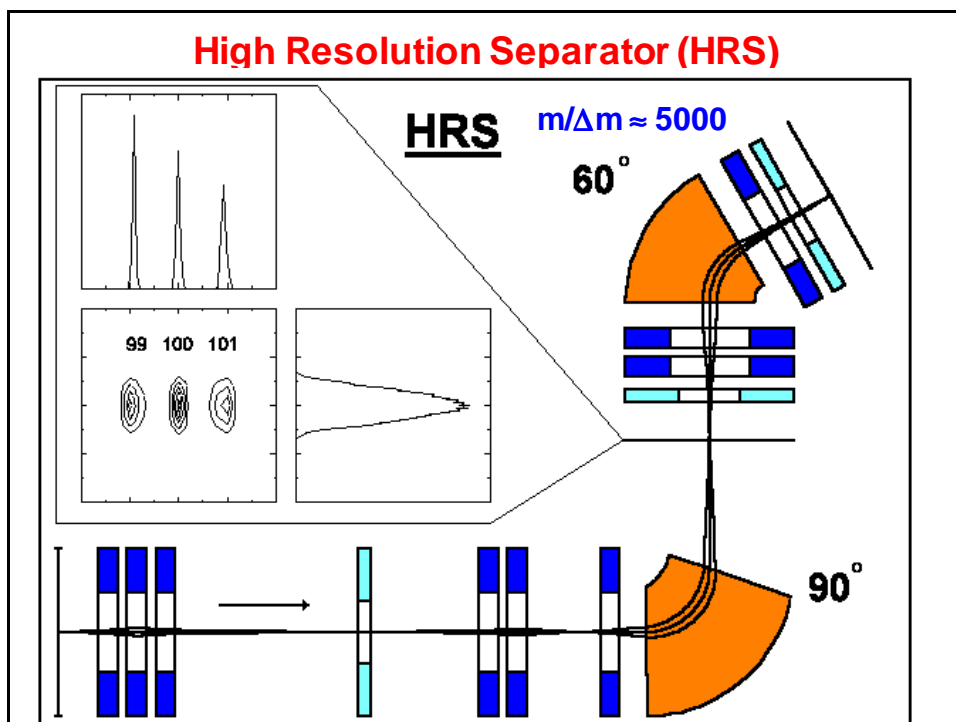 High Resolution Separator (HRS)
HRS
m/Δm ≈ 5000
60°
99 100 101
90°